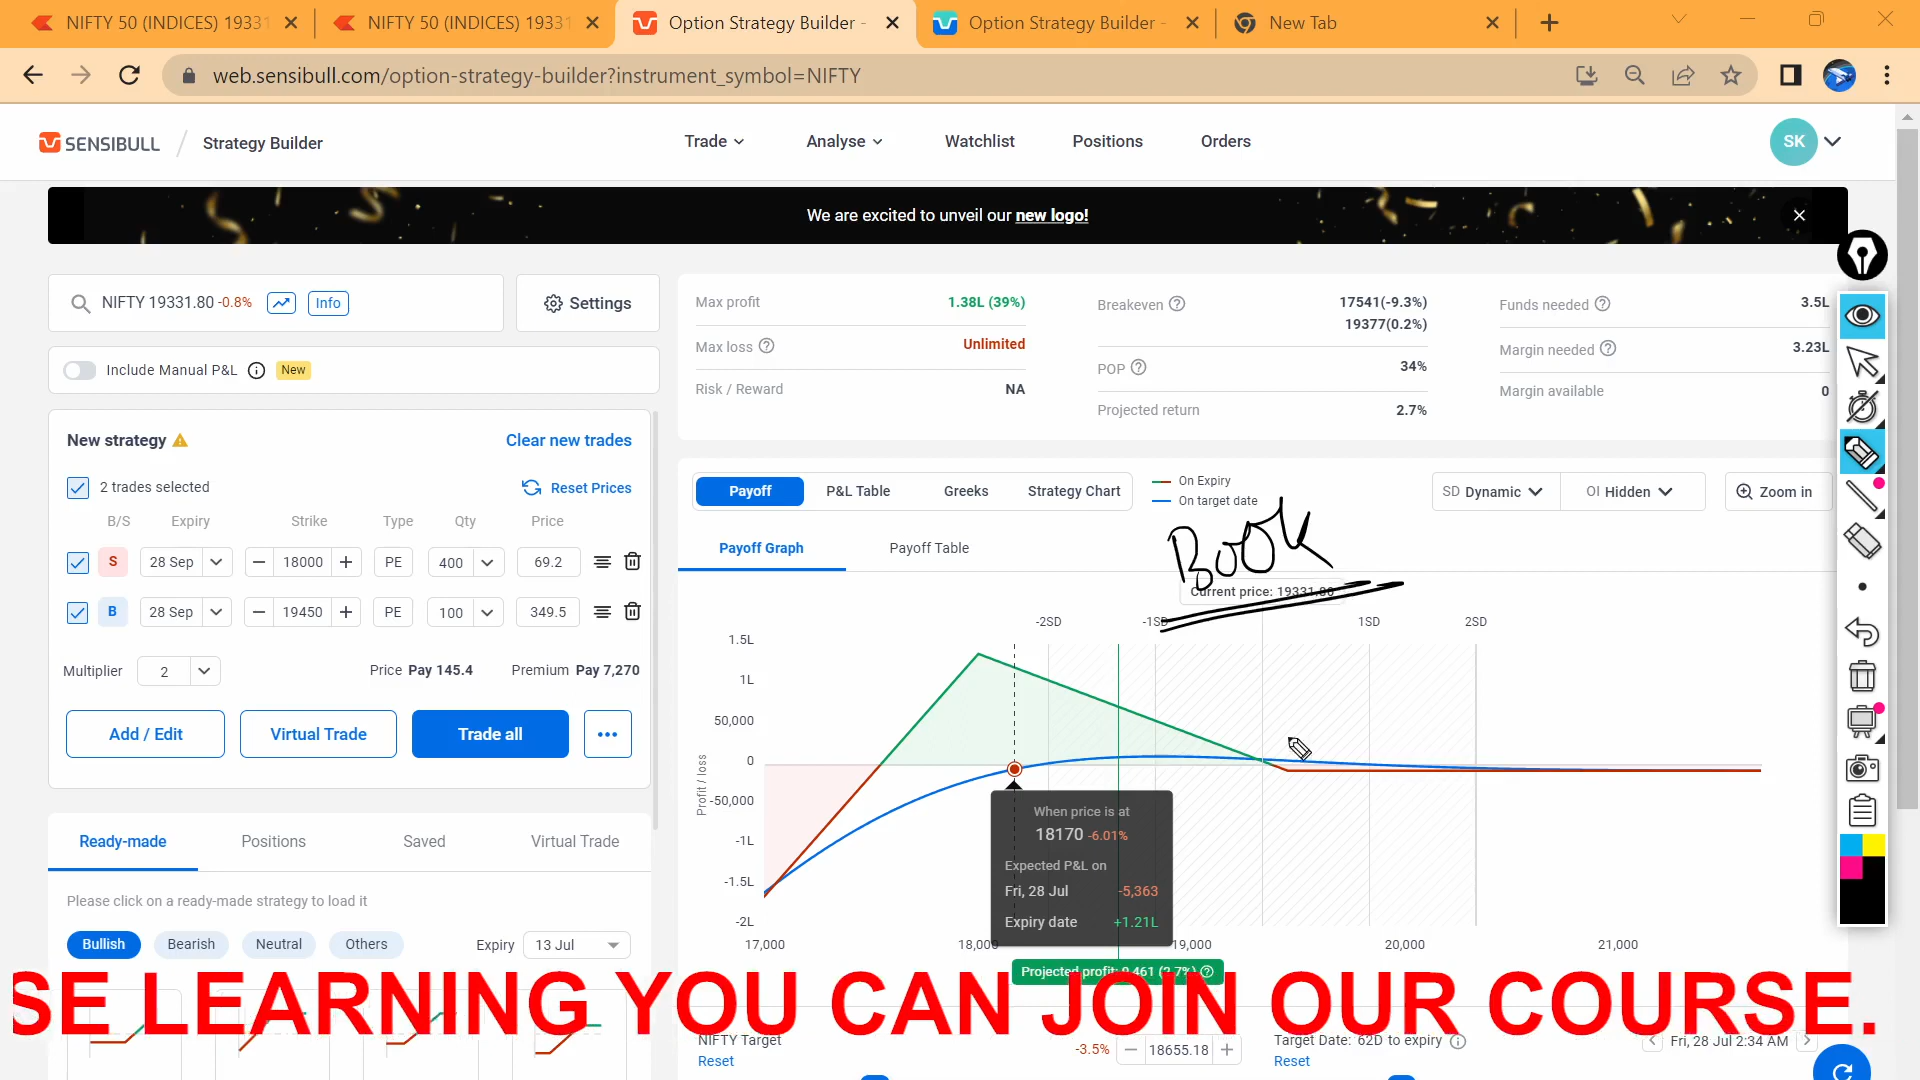 NIFTY 50 (INDICES) 19331
NIFTY 50 (INDICES) 19331
Option Strategy Builder -
Option Strategy Builder -
New Tab
web.sensibull.com/option-strategy-builder?instrument_symbol=NIFTY
SENSIBULL / Strategy Builder
Trade
Analyse
Watchlist
Positions
Orders
SK
We are excited to unveil our new logo!
NIFTY 19331.80 -0.8% Info
Settings
Include Manual P&L New
Max profit 1.38L (39%)
Max loss Unlimited
Risk / Reward NA
Breakeven 17541(-9.3%)
19377(0.2%)
POP 34%
Projected return 2.7%
Funds needed 3.5L
Margin needed 3.23L
Margin available 0
New strategy
Clear new trades
2 trades selected
Reset Prices
B/S Expiry Strike Type Qty Price
S 28 Sep 18000 PE 400 69.2
B 28 Sep 19450 PE 100 349.5
Multiplier 2 Price Pay 145.4 Premium Pay 7,270
Add / Edit
Virtual Trade
Trade all
Ready-made
Positions
Saved
Virtual Trade
Please click on a ready-made strategy to load it
Bullish
Bearish
Neutral
Others
Expiry 13 Jul
Payoff
P&L Table
Greeks
Strategy Chart
On Expiry
On target date
SD Dynamic
OI Hidden
Zoom in
Payoff Graph
Payoff Table
Book
Current price: 19331.80
-2SD -1SD 1SD 2SD
1.5L
1L
50,000
0
-50,000
-1L
-1.5L
-2L
Profit / loss
When price is at
18170 -6.01%
Expected P&L on
Fri, 28 Jul -5,363
Expiry date +1.21L
17,000 18,000 19,000 20,000 21,000
Projected profit: 9,461 (2.7%)
SE LEARNING YOU CAN JOIN OUR COURSE.
NIFTY Target
Reset
-3.5% 18655.18
Target Date: 62D to expiry
Reset
Fri, 28 Jul 2:34 AM